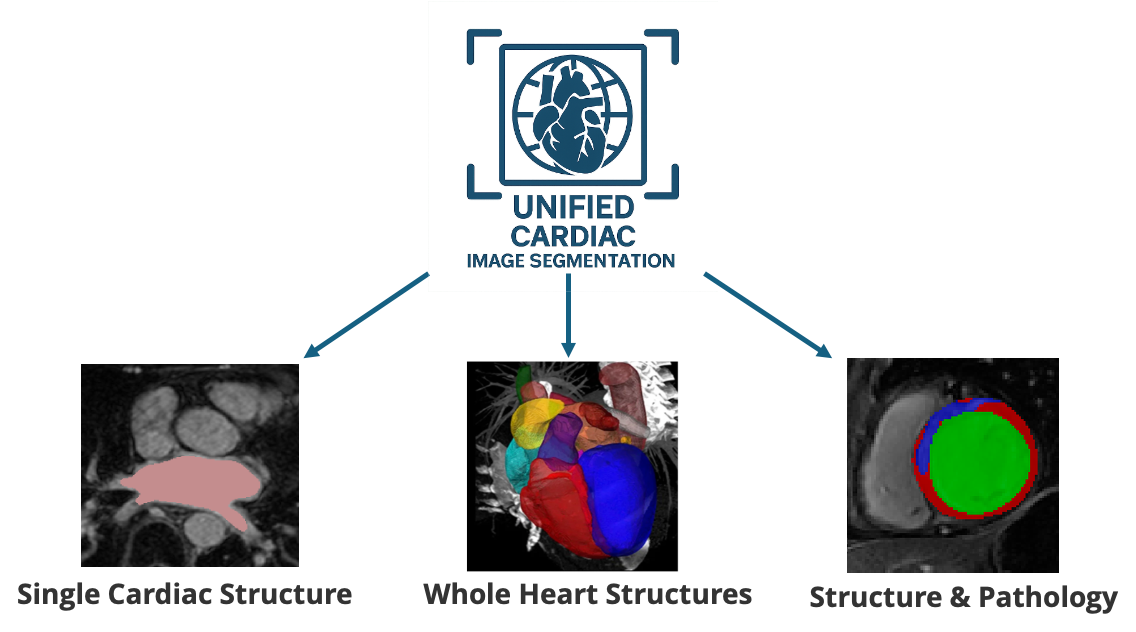 UNIFIED
CARDIAC
IMAGE SEGMENTATION
Single Cardiac Structure
Whole Heart Structures
Structure & Pathology